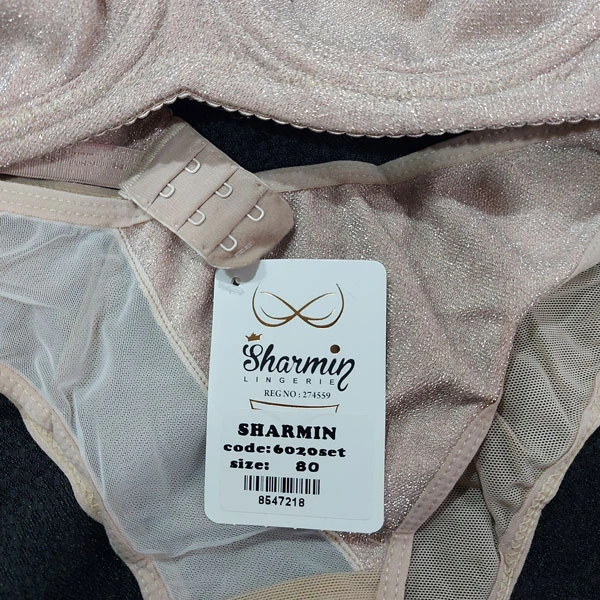 Sharmin
LINGERIE
REG NO : 274559
SHARMIN
code:6020set
size: 80
8547218